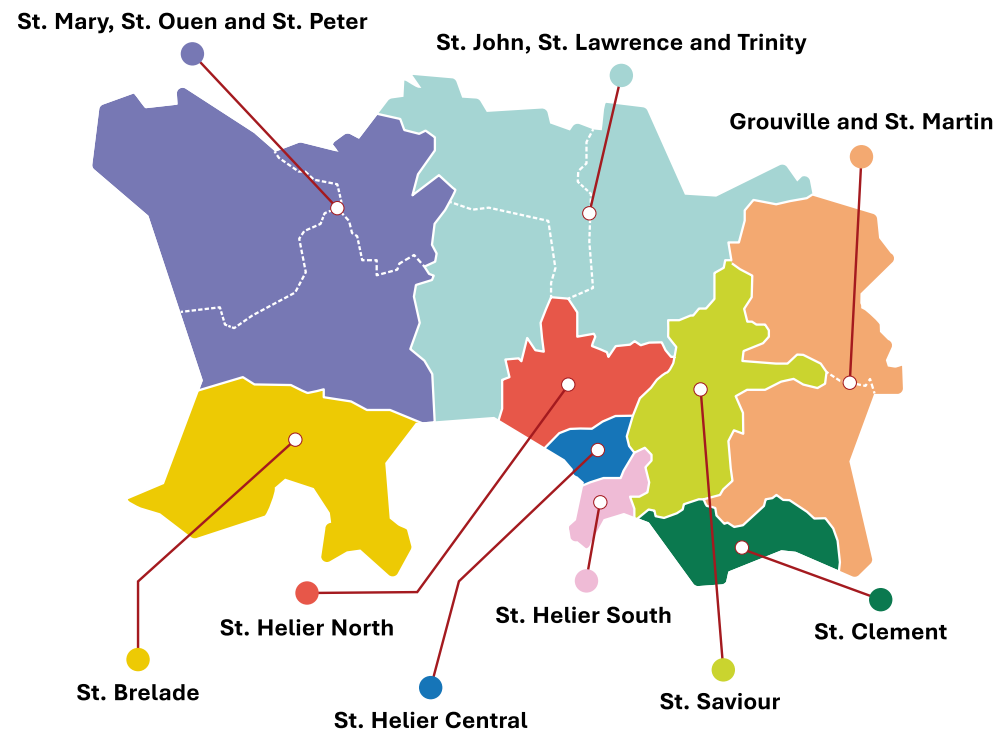 St. Mary, St. Ouen and St. Peter
St. John, St. Lawrence and Trinity
Grouville and St. Martin
St. Helier South
St. Helier North
St. Clement
St. Brelade
St. Saviour
St. Helier Central